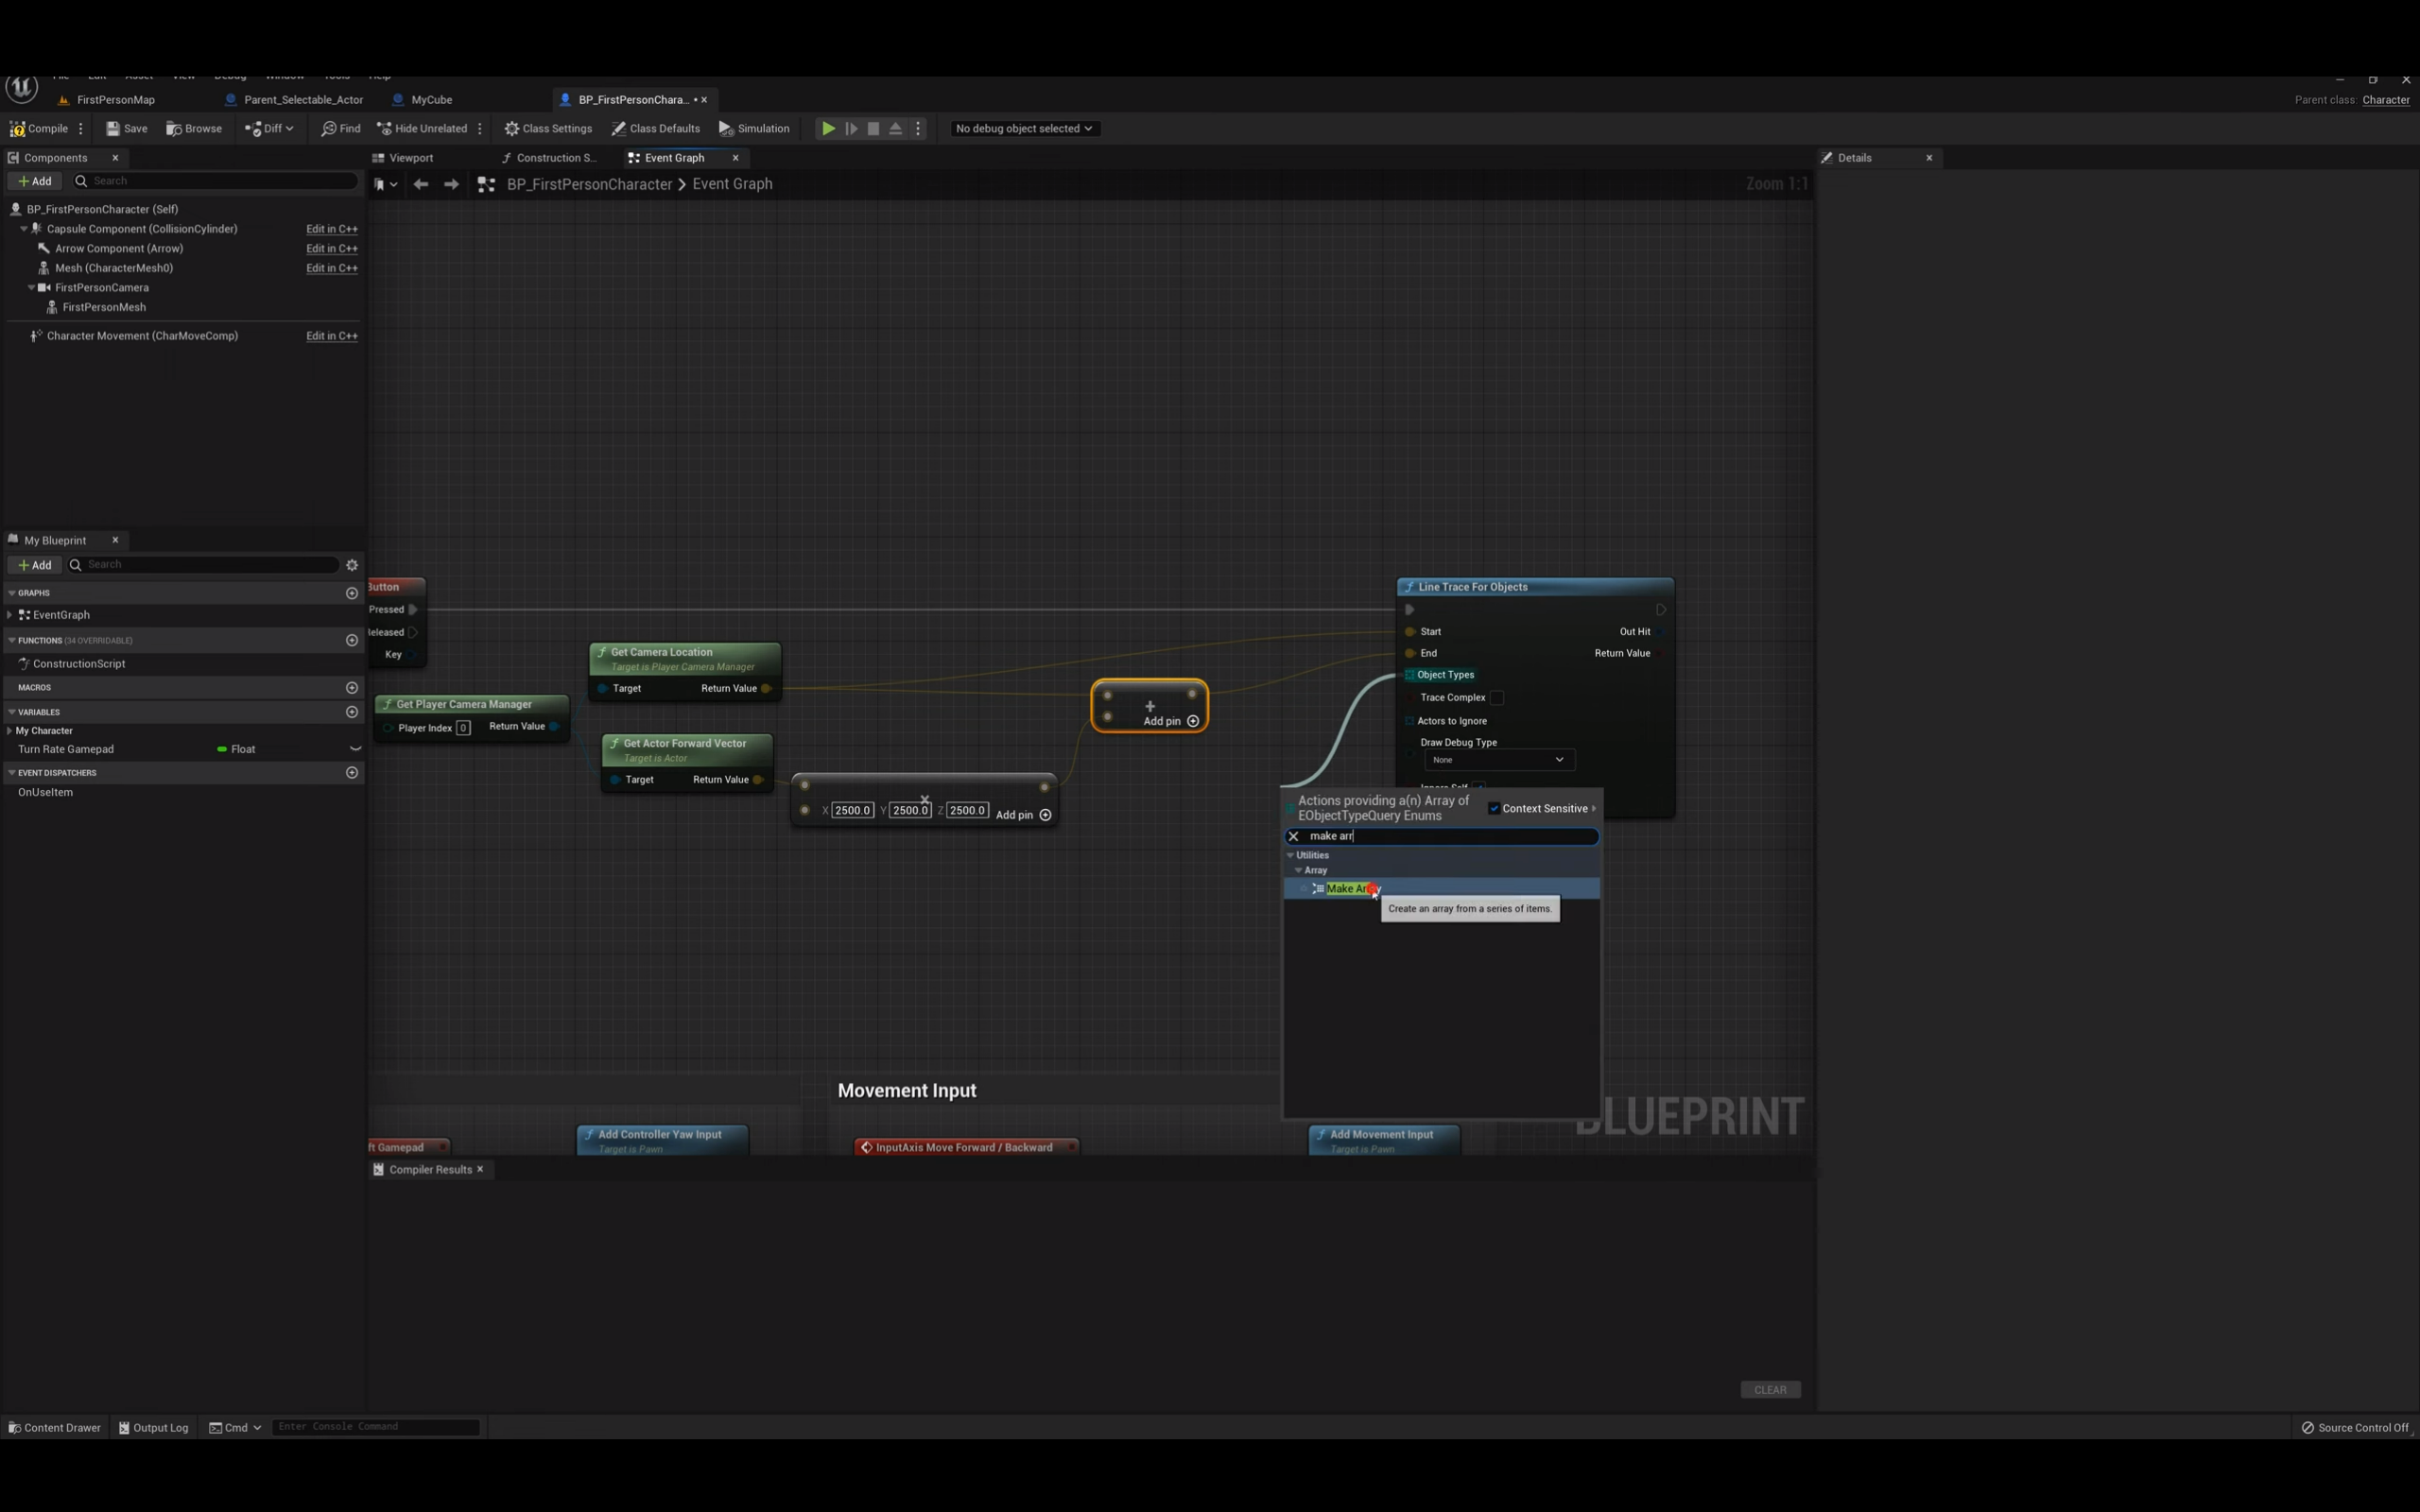 File Edit Asset View Debug Window Tools Help
FirstPersonMap Parent_Selectable_Actor MyCube BP_FirstPersonChara... •
Parent class: Character
Compile Save Browse Diff Find Hide Unrelated Class Settings Class Defaults Simulation No debug object selected
Components
Viewport Construction S... Event Graph
Details
+ Add Search
BP_FirstPersonCharacter > Event Graph
Zoom 1:1
BP_FirstPersonCharacter (Self)
Capsule Component (CollisionCylinder) Edit in C++
Arrow Component (Arrow) Edit in C++
Mesh (CharacterMesh0) Edit in C++
FirstPersonCamera
FirstPersonMesh
Character Movement (CharMoveComp) Edit in C++
My Blueprint
+ Add Search
GRAPHS
EventGraph
FUNCTIONS (34 OVERRIDABLE)
ConstructionScript
MACROS
VARIABLES
My Character
Turn Rate Gamepad Float
EVENT DISPATCHERS
OnUseItem
Button
Pressed
Released
Key
Get Player Camera Manager
Player Index 0 Return Value
Get Camera Location
Target is Player Camera Manager
Target Return Value
Get Actor Forward Vector
Target is Actor
Target Return Value
X 2500.0 Y 2500.0 Z 2500.0 Add pin
Add pin
Line Trace For Objects
Start Out Hit
End Return Value
Object Types
Trace Complex
Actors to Ignore
Draw Debug Type
None
Ignore Self
Actions providing a(n) Array of
EObjectTypeQuery Enums
Context Sensitive
make arr
Utilities
Array
Make Array
Create an array from a series of items.
Movement Input
BLUEPRINT
ft Gamepad
Add Controller Yaw Input
Target is Pawn
InputAxis Move Forward / Backward
Add Movement Input
Target is Pawn
Compiler Results
CLEAR
Content Drawer Output Log Cmd Enter Console Command
Source Control Off